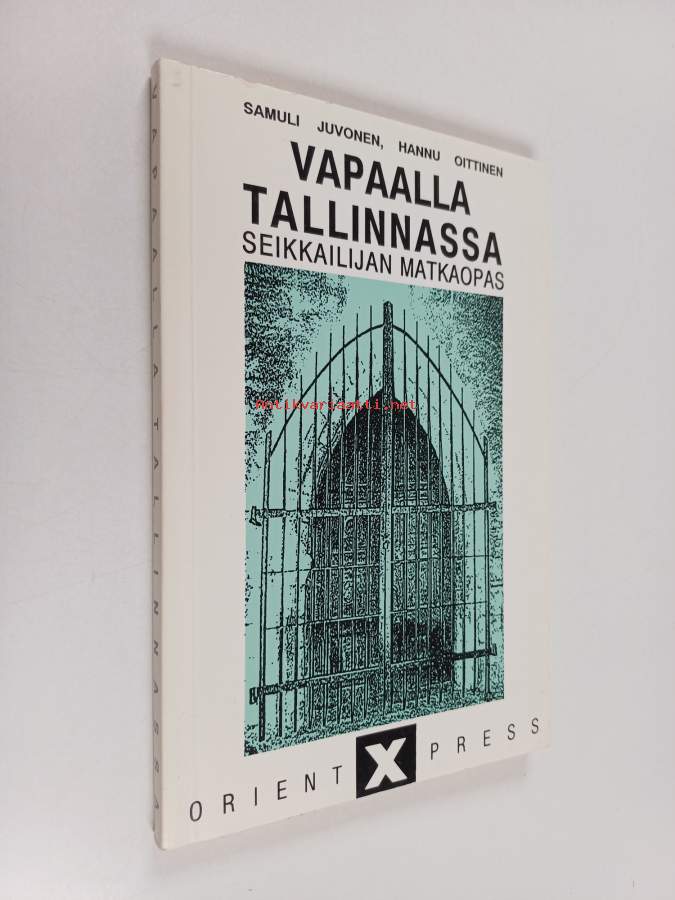 SAMULI JUVONEN, HANNU OITTINEN
VAPAALLA
TALLINNASSA
SEIKKAILIJAN MATKAOPAS
Antikvariaatti.net
ORIENT X PRESS
VAPAALLA TALLINNASSA